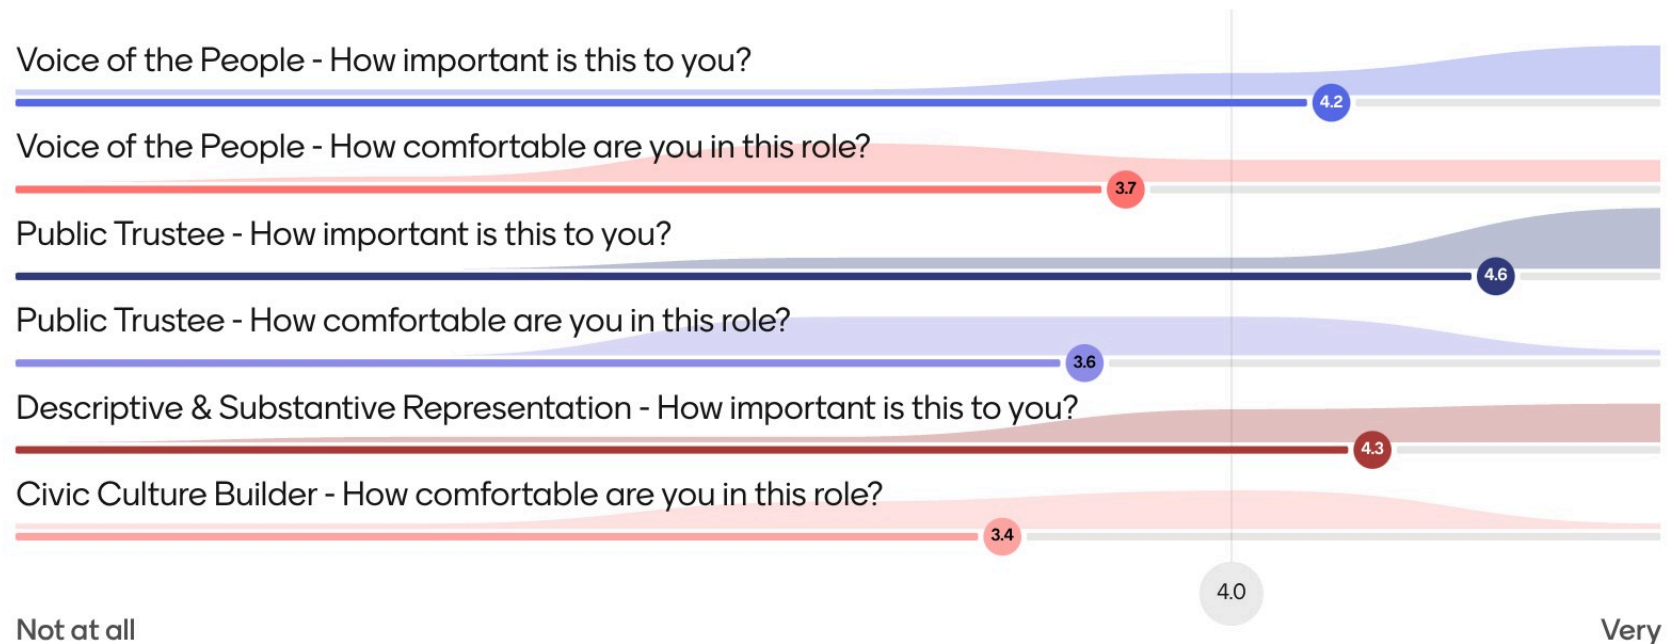 Voice of the People - How important is this to you?
4.2
Voice of the People - How comfortable are you in this role?
3.7
Public Trustee - How important is this to you?
4.6
Public Trustee - How comfortable are you in this role?
3.6
Descriptive & Substantive Representation - How important is this to you?
4.3
Civic Culture Builder - How comfortable are you in this role?
3.4
4.0
Not at all
Very